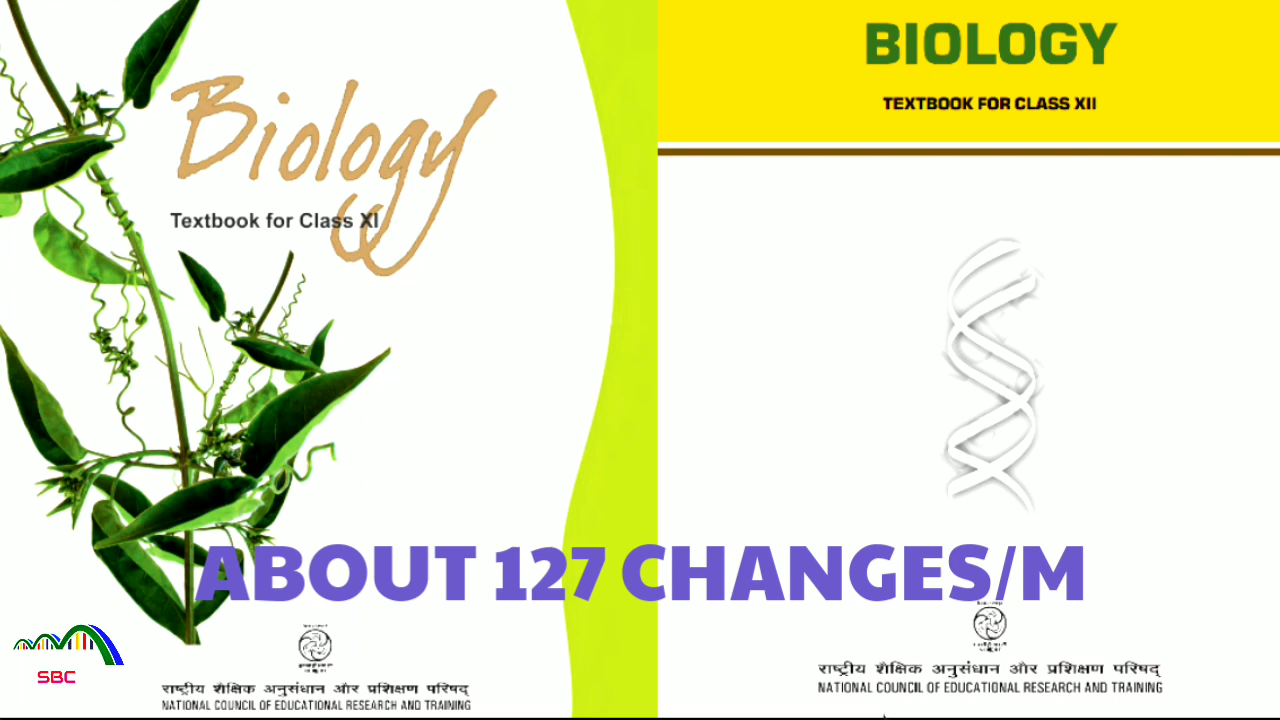 Biology
Textbook for Class XI
BIOLOGY
TEXTBOOK FOR CLASS XII
ABOUT 127 CHANGES/M
SBC
राष्ट्रीय शैक्षिक अनुसंधान और प्रशिक्षण परिषद्
NATIONAL COUNCIL OF EDUCATIONAL RESEARCH AND TRAINING
राष्ट्रीय शैक्षिक अनुसंधान और प्रशिक्षण परिषद्
NATIONAL COUNCIL OF EDUCATIONAL RESEARCH AND TRAINING